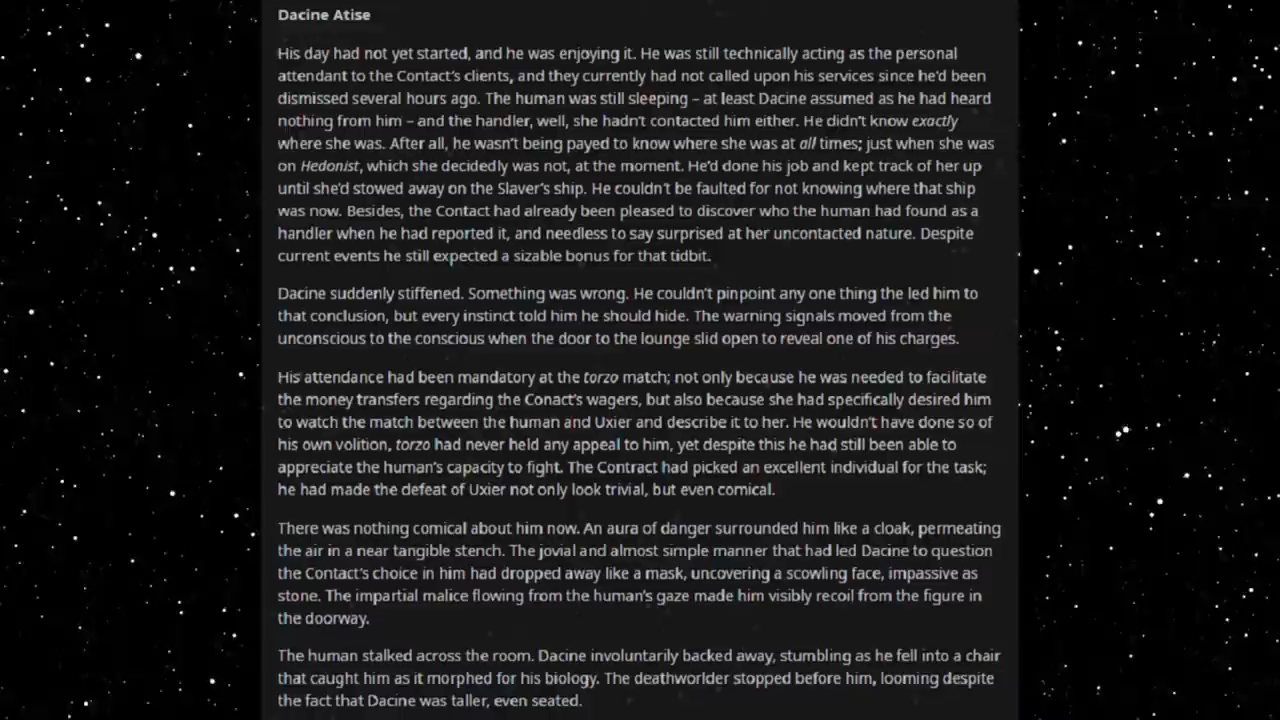 Dacine Atise
His day had not yet started, and he was enjoying it. He was still technically acting as the personal
attendant to the Contact's clients, and they currently had not called upon his services since he'd been
dismissed several hours ago. The human was still sleeping – at least Dacine assumed as he had heard
nothing from him – and the handler, well, she hadn't contacted him either. He didn't know exactly
where she was. After all, he wasn't being payed to know where she was at all times; just when she was
on Hedonist, which she decidedly was not, at the moment. He'd done his job and kept track of her up
until she'd stowed away on the Slaver's ship. He couldn't be faulted for not knowing where that ship
was now. Besides, the Contact had already been pleased to discover who the human had found as a
handler when he had reported it, and needless to say surprised at her uncontacted nature. Despite
current events he still expected a sizable bonus for that tidbit.
Dacine suddenly stiffened. Something was wrong. He couldn't pinpoint any one thing the led him to
that conclusion, but every instinct told him he should hide. The warning signals moved from the
unconscious to the conscious when the door to the lounge slid open to reveal one of his charges.
His attendance had been mandatory at the torzo match; not only because he was needed to facilitate
the money transfers regarding the Conact's wagers, but also because she had specifically desired him
to watch the match between the human and Uxier and describe it to her. He wouldn't have done so of
his own volition, torzo had never held any appeal to him, yet despite this he had still been able to
appreciate the human's capacity to fight. The Contract had picked an excellent individual for the task;
he had made the defeat of Uxier not only look trivial, but even comical.
There was nothing comical about him now. An aura of danger surrounded him like a cloak, permeating
the air in a near tangible stench. The jovial and almost simple manner that had led Dacine to question
the Contact's choice in him had dropped away like a mask, uncovering a scowling face, impassive as
stone. The impartial malice flowing from the human's gaze made him visibly recoil from the figure in
the doorway.
The human stalked across the room. Dacine involuntarily backed away, stumbling as he fell into a chair
that caught him as it morphed for his biology. The deathworlder stopped before him, looming despite
the fact that Dacine was taller, even seated.